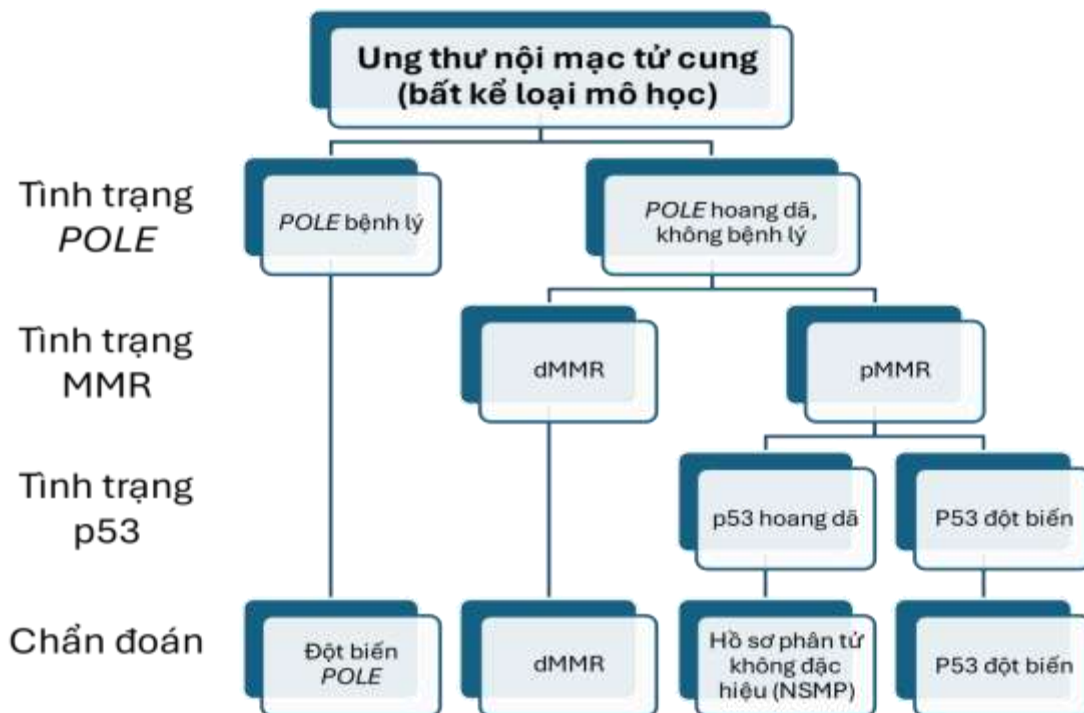 Ung thư nội mạc tử cung
(bất kể loại mô học)
Tình trạng
POLE
POLE bệnh lý
POLE hoang dã,
không bệnh lý
Tình trạng
MMR
dMMR
pMMR
Tình trạng
p53
p53 hoang dã
P53 đột biến
Chẩn đoán
Đột biến
POLE
dMMR
Hồ sơ phân tử
không đặc
hiệu (NSMP)
P53 đột biến